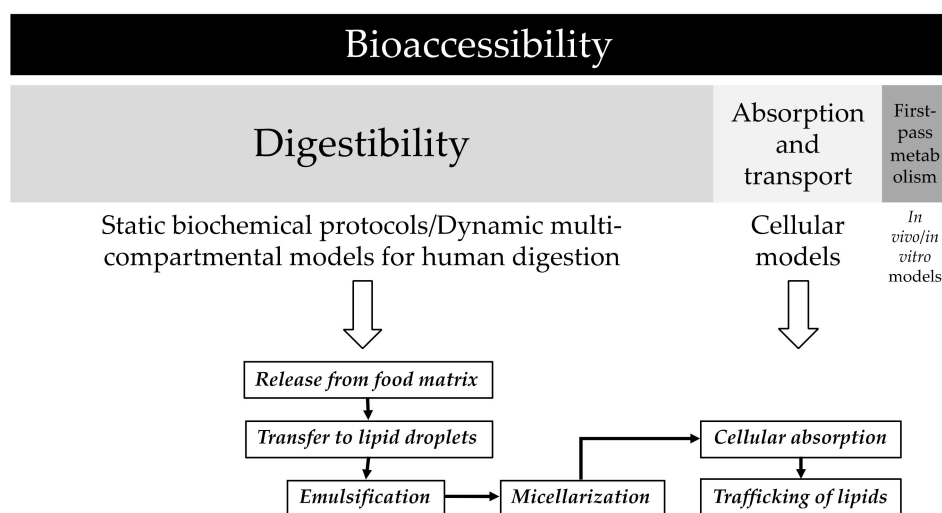 Bioaccessibility
Digestibility
Absorption
and
transport
First-
pass
metab
olism
Static biochemical protocols/Dynamic multi-
compartmental models for human digestion
Cellular
models
In
vivo/in
vitro
models
Release from food matrix
Transfer to lipid droplets
Cellular absorption
Emulsification
Micellarization
Trafficking of lipids